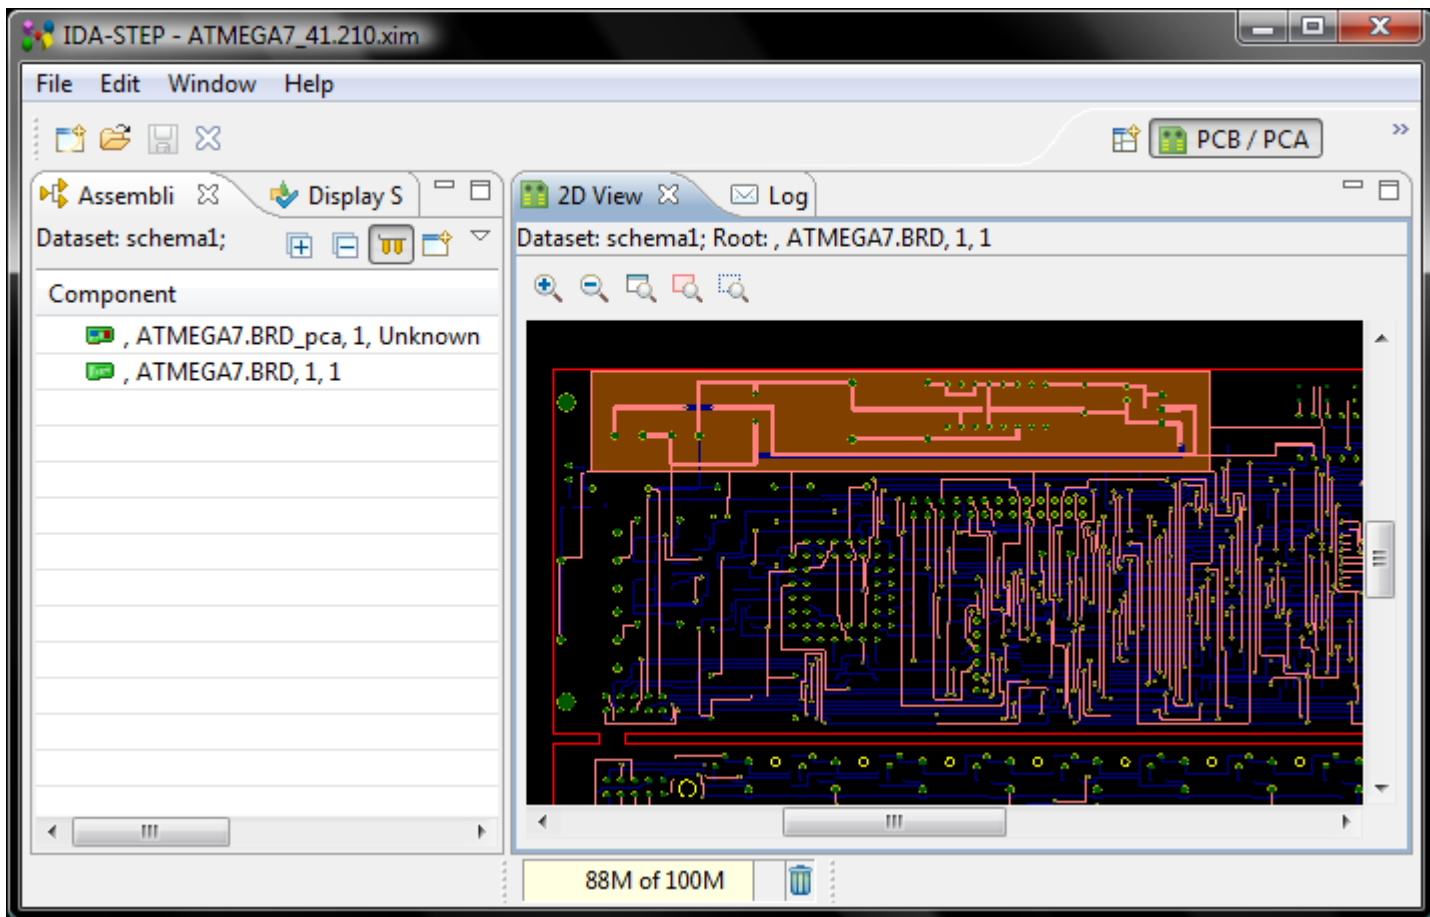 IDA-STEP - ATMEGA7_41.210.xim
File Edit Window Help
PCB / PCA
Assembli
Display S
2D View
Log
Dataset: schema1;
Dataset: schema1; Root: , ATMEGA7.BRD, 1, 1
Component
, ATMEGA7.BRD_pca, 1, Unknown
, ATMEGA7.BRD, 1, 1
88M of 100M